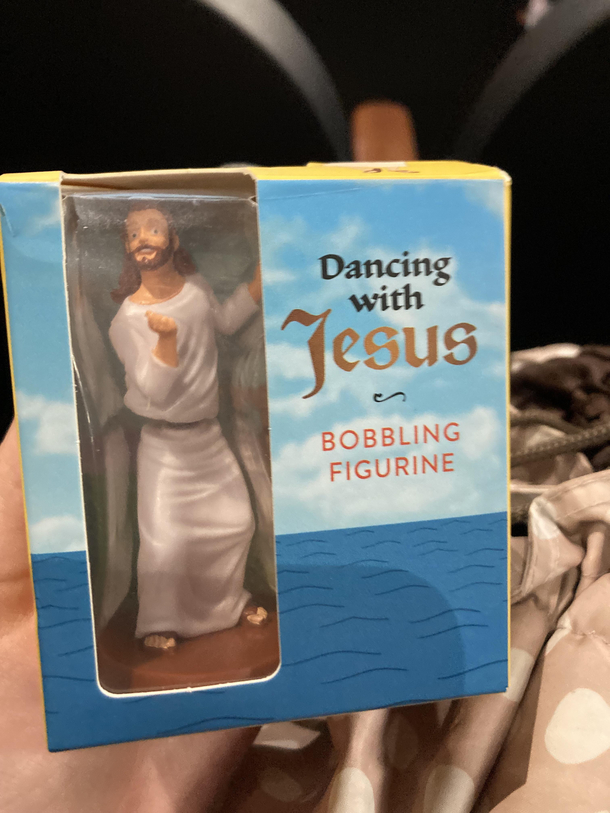 Dancing
with
Jesus
BOBBLING
FIGURINE